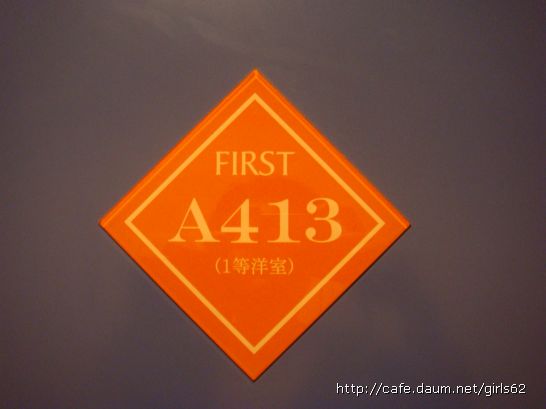 FIRST
A413
(1等洋室)
http://cafe.daum.net/girls62